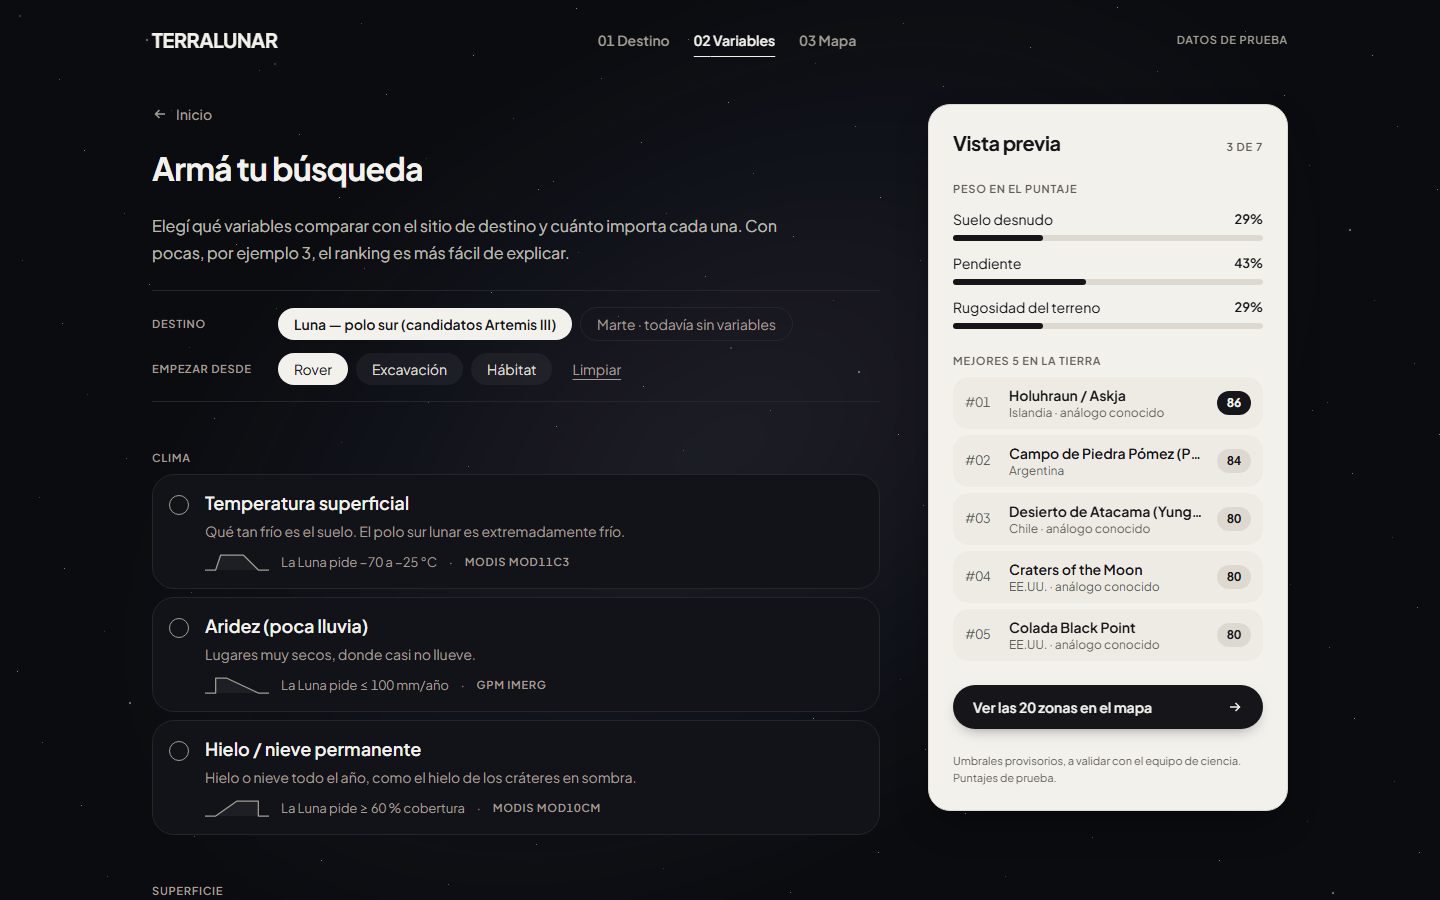 TERRALUNAR
01 Destino
02 Variables
03 Mapa
DATOS DE PRUEBA
← Inicio
Armá tu búsqueda
Elegí qué variables comparar con el sitio de destino y cuánto importa cada una. Con
pocas, por ejemplo 3, el ranking es más fácil de explicar.
DESTINO
Luna — polo sur (candidatos Artemis III)
Marte · todavía sin variables
EMPEZAR DESDE
Rover
Excavación
Hábitat
Limpiar
CLIMA
Temperatura superficial
Qué tan frío es el suelo. El polo sur lunar es extremadamente frío.
La Luna pide −70 a −25 °C · MODIS MOD11C3
Aridez (poca lluvia)
Lugares muy secos, donde casi no llueve.
La Luna pide ≤ 100 mm/año · GPM IMERG
Hielo / nieve permanente
Hielo o nieve todo el año, como el hielo de los cráteres en sombra.
La Luna pide ≥ 60 % cobertura · MODIS MOD10CM
SUPERFICIE
Vista previa
3 DE 7
PESO EN EL PUNTAJE
Suelo desnudo 29%
Pendiente 43%
Rugosidad del terreno 29%
MEJORES 5 EN LA TIERRA
#01 Holuhraun / Askja 86
Islandia · análogo conocido
#02 Campo de Piedra Pómez (P… 84
Argentina
#03 Desierto de Atacama (Yung… 80
Chile · análogo conocido
#04 Craters of the Moon 80
EE.UU. · análogo conocido
#05 Colada Black Point 80
EE.UU. · análogo conocido
Ver las 20 zonas en el mapa →
Umbrales provisorios, a validar con el equipo de ciencia.
Puntajes de prueba.